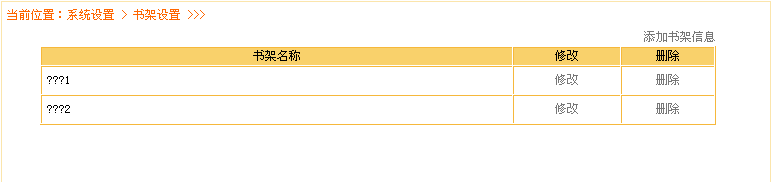 当前位置：系统设置 > 书架设置 >>>
添加书架信息
书架名称 修改 删除
???1 修改 删除
???2 修改 删除